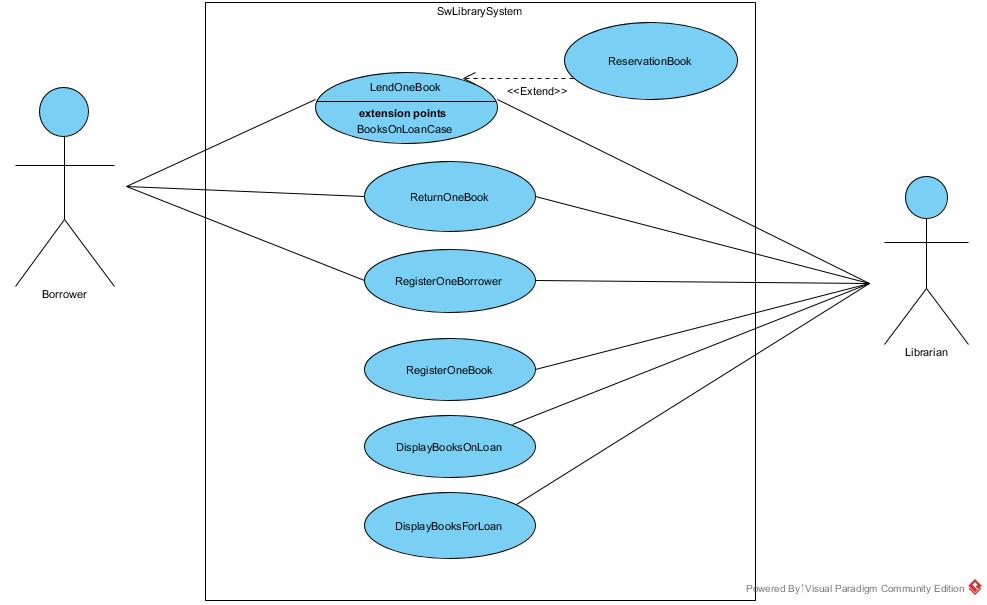 SwLibrarySystem
ReservationBook
LendOneBook
<<Extend>>
extension points
BooksOnLoanCase
ReturnOneBook
RegisterOneBorrower
Borrower
Librarian
RegisterOneBook
DisplayBooksOnLoan
DisplayBooksForLoan
Powered By Visual Paradigm Community Edition